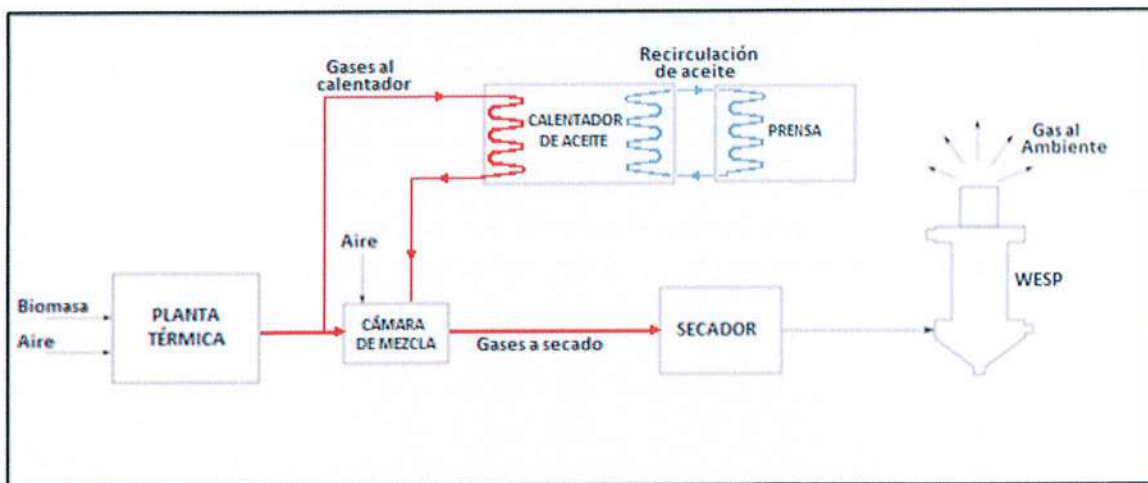 Recirculación
de aceite
Gases al
calentador
CALENTADOR
DE ACEITE
PRENSA
Gas al
Ambiente
Aire
WESP
Biomasa
Aire
PLANTA
TÉRMICA
CÁMARA
DE MEZCLA
Gases a secado
SECADOR